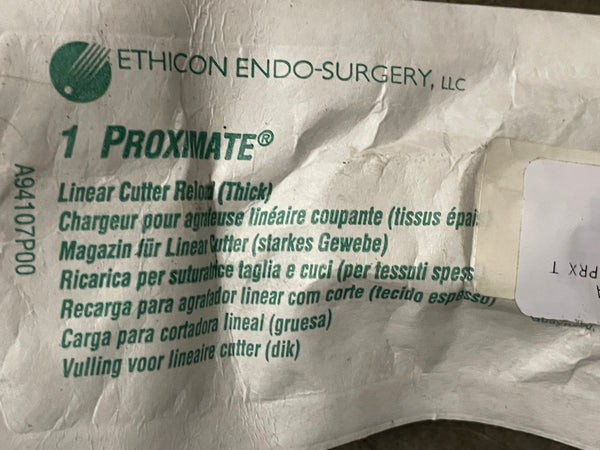 ETHICON ENDO-SURGERY, LLC
1 PROXIMATE®
Linear Cutter Reload (Thick)
Chargeur pour agrafeuse linéaire coupante (tissus épai
Magazin für Linear Cutter (starkes Gewebe)
Ricarica per suturatrice taglia e cuci (per tessuti spess
Recarga para agrafador linear com corte (tecido espesso)
Carga para cortadora lineal (gruesa)
Vulling voor lineaire cutter (dik)
A94107P00
PRX T